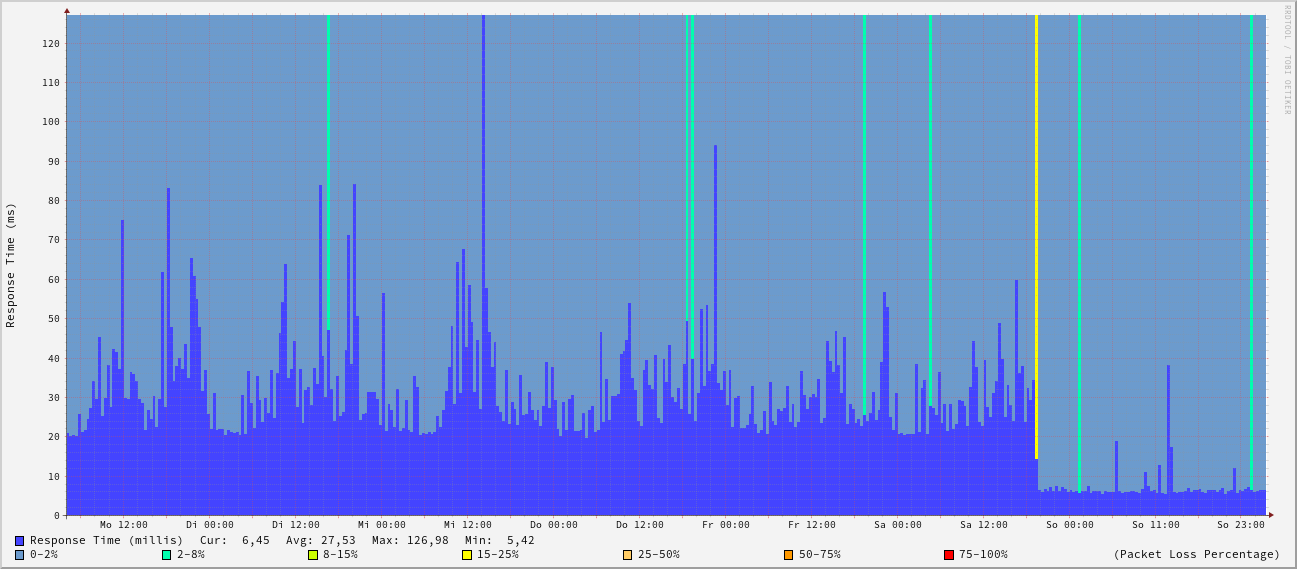 RRDTOOL / TOBI OETIKER
Response Time (ms)
120
110
100
90
80
70
60
50
40
30
20
10
0
Mo 12:00 Di 00:00 Di 12:00 Mi 00:00 Mi 12:00 Do 00:00 Do 12:00 Fr 00:00 Fr 12:00 Sa 00:00 Sa 12:00 So 00:00 So 11:00 So 23:00
Response Time (millis) Cur: 6,45 Avg: 27,53 Max: 126,98 Min: 5,42
0-2% 2-8% 8-15% 15-25% 25-50% 50-75% 75-100% (Packet Loss Percentage)